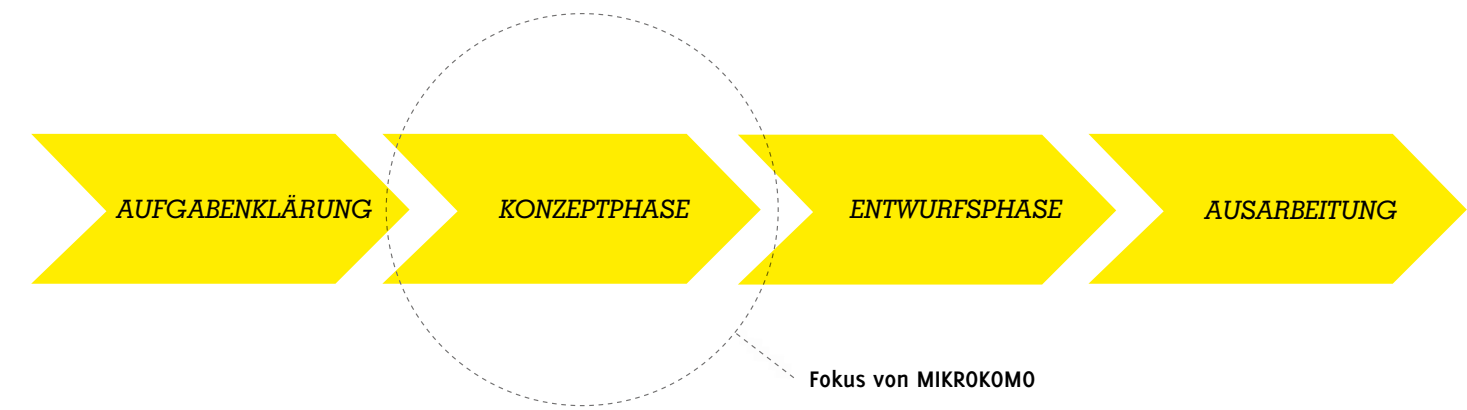 AUFGABENKLÄRUNG
KONZEPTPHASE
ENTWURFSPHASE
AUSARBEITUNG
Fokus von MIKROKOMO